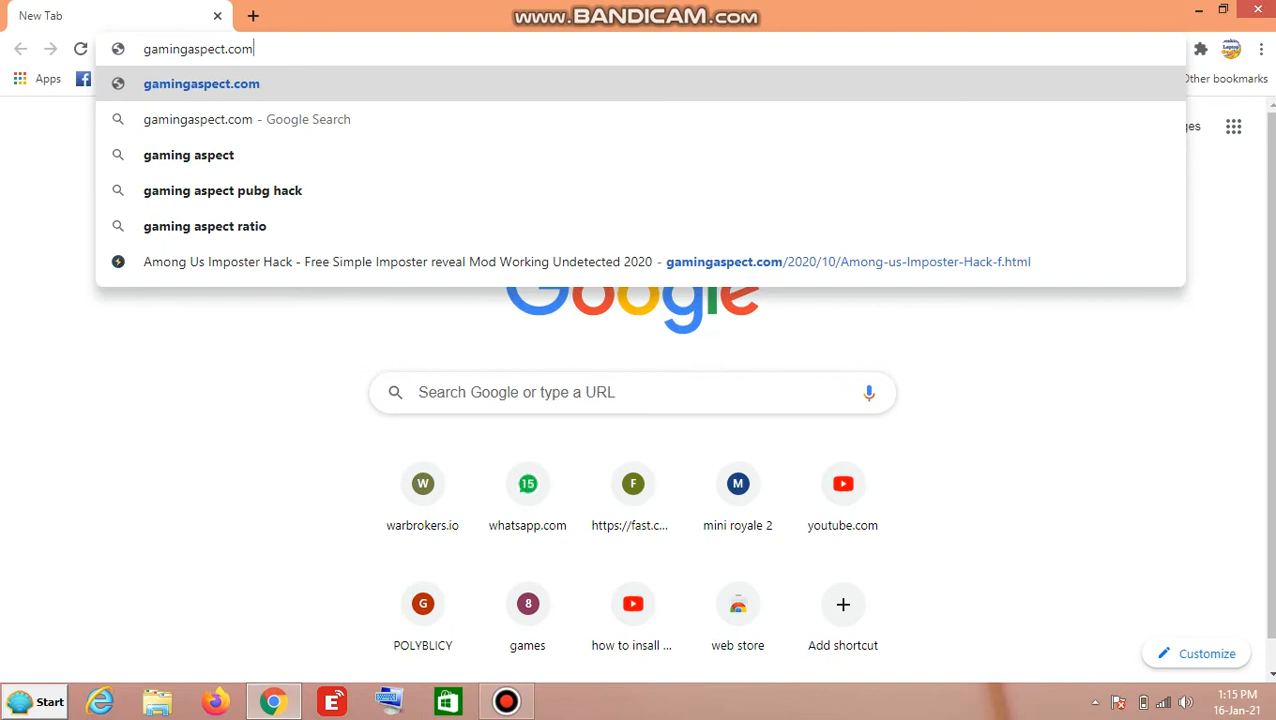 New Tab
www.BANDICAM.com
gamingaspect.com
Apps
Other bookmarks
gamingaspect.com
gamingaspect.com - Google Search
gaming aspect
gaming aspect pubg hack
gaming aspect ratio
Among Us Imposter Hack - Free Simple Imposter reveal Mod Working Undetected 2020 - gamingaspect.com/2020/10/Among-us-Imposter-Hack-f.html
Google
Search Google or type a URL
W
15
F
M
warbrokers.io
whatsapp.com
https://fast.c...
mini royale 2
youtube.com
G
8
POLYBLICY
games
how to insall ...
web store
Add shortcut
Customize
Start
1:15 PM
16-Jan-21